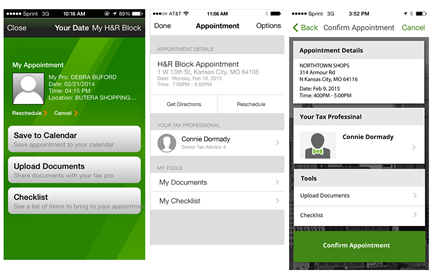 Sprint 3G 10:16 AM 89%
Close Your Date My H&R Block
My Appointment
My Pro: DEBRA BUFORD
Date: 02/21/2014
Time: 04:15 PM
Location: BUTERA SHOPPING...
Reschedule Cancel
Save to Calendar
Save appointment to your calendar
Upload Documents
Share documents with your tax pro
Checklist
See a list of items to bring to your appointmen
AT&T 11:56 AM
Done Appointment Options
APPOINTMENT DETAILS
H&R Block Appointment
1 W 13th St, Kansas City, MO 64105
Date: Monday, Feb 16, 2015
Time: 7:00PM - 8:00PM
Get Directions Reschedule
YOUR TAX PROFESSIONAL
Connie Dormady
Senior Tax Advisor 4
MY TOOLS
My Documents
My Checklist
Sprint 3G 3:52 PM
Back Confirm Appointment Cancel
Appointment Details
NORTHTOWN SHOPS
314 Armour Rd
N Kansas City, MO 64116
Date: Feb 9, 2015
Time: 4:00PM - 5:00PM
Your Tax Professinal
Connie Dormady
Tools
Upload Documents
Checklist
Confirm Appointment